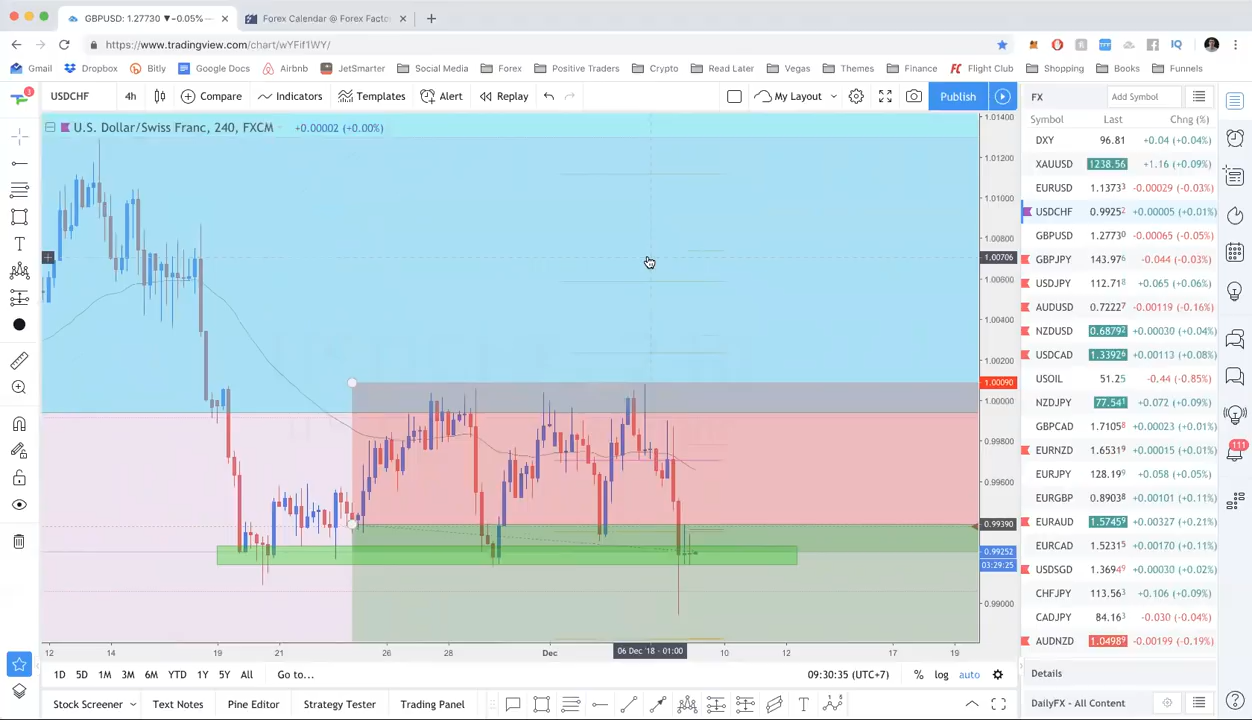 GBPUSD: 1.27730 ▼−0.05% —
Forex Calendar @ Forex Facto
https://www.tradingview.com/chart/wYFif1WY/
Gmail Dropbox Bitly Google Docs Airbnb JetSmarter Social Media Forex Positive Traders Crypto Read Later Vegas Themes Finance Flight Club Shopping Books Funnels
USDCHF 4h Compare Indicators Templates Alert Replay My Layout Publish
FX Add Symbol
U.S. Dollar/Swiss Franc, 240, FXCM +0.00002 (+0.00%)
1.01400
1.01200
1.01000
1.00800
1.00706
1.00600
1.00400
1.00200
1.00090
1.00000
0.99800
0.99600
0.99390
0.99252
03:29:25
0.99000
12 14 19 21 26 28 Dec 06 Dec '18 - 01:00 10 12 17 19
1D 5D 1M 3M 6M YTD 1Y 5Y All Go to...
09:30:35 (UTC+7) % log auto
Stock Screener Text Notes Pine Editor Strategy Tester Trading Panel
Symbol Last Chng (%)
DXY 96.81 +0.04 (+0.04%)
XAUUSD 1238.56 +1.16 (+0.09%)
EURUSD 1.13733 −0.00029 (−0.03%)
USDCHF 0.99252 +0.00005 (+0.01%)
GBPUSD 1.27730 −0.00065 (−0.05%)
GBPJPY 143.976 −0.044 (−0.03%)
USDJPY 112.718 +0.065 (+0.06%)
AUDUSD 0.72227 −0.00119 (−0.16%)
NZDUSD 0.68792 +0.00030 (+0.04%)
USDCAD 1.33926 +0.00113 (+0.08%)
USOIL 51.25 −0.44 (−0.85%)
NZDJPY 77.541 +0.072 (+0.09%)
GBPCAD 1.71058 +0.00023 (+0.01%)
EURNZD 1.65319 +0.00015 (+0.01%)
EURJPY 128.199 +0.058 (+0.05%)
EURGBP 0.89038 +0.00101 (+0.11%)
EURAUD 1.57459 +0.00327 (+0.21%)
EURCAD 1.52315 +0.00170 (+0.11%)
USDSGD 1.36949 +0.00030 (+0.02%)
CHFJPY 113.563 +0.106 (+0.09%)
CADJPY 84.163 −0.030 (−0.04%)
AUDNZD 1.04989 −0.00199 (−0.19%)
Details
DailyFX - All Content
111